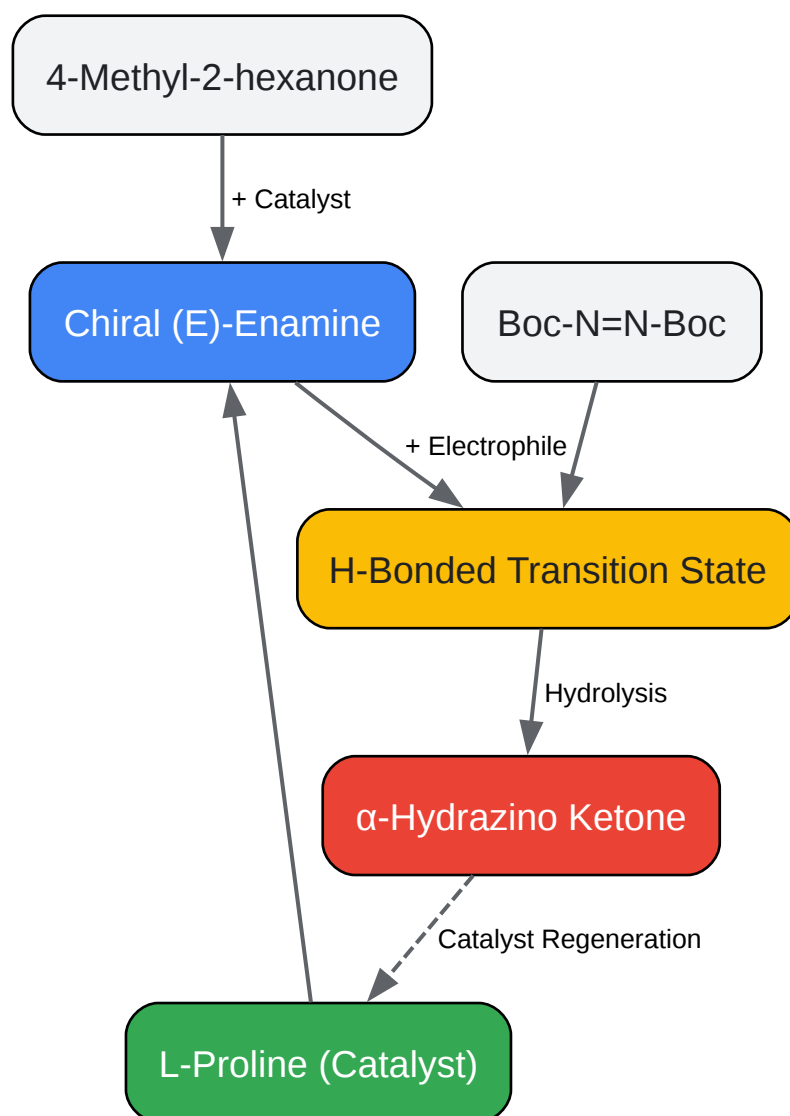 4-Methyl-2-hexanone
+ Catalyst
Chiral (E)-Enamine
Boc-N=N-Boc
+ Electrophile
H-Bonded Transition State
Hydrolysis
α-Hydrazino Ketone
Catalyst Regeneration
L-Proline (Catalyst)